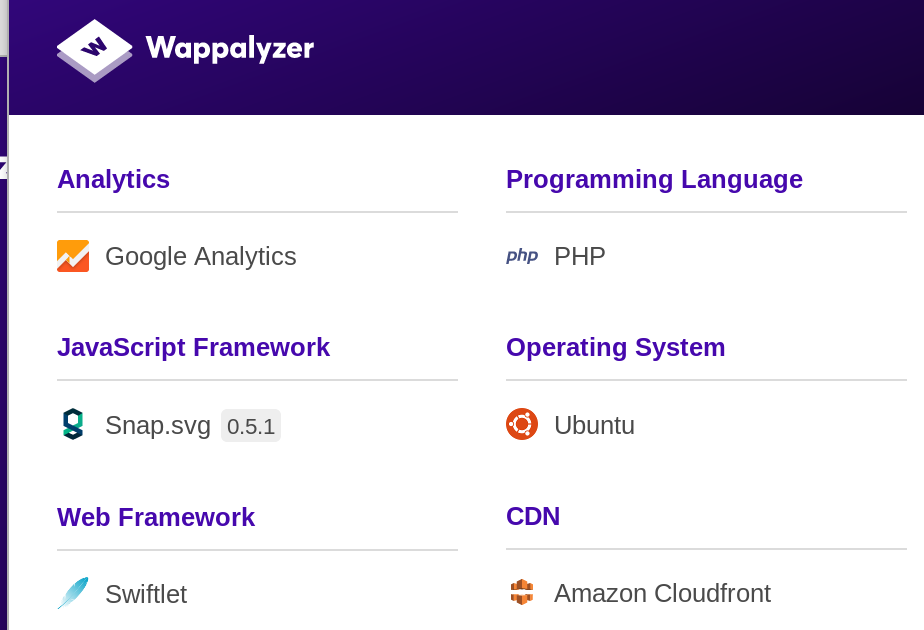 Wappalyzer
Analytics
Google Analytics
JavaScript Framework
Snap.svg 0.5.1
Web Framework
Swiftlet
Programming Language
php PHP
Operating System
Ubuntu
CDN
Amazon Cloudfront